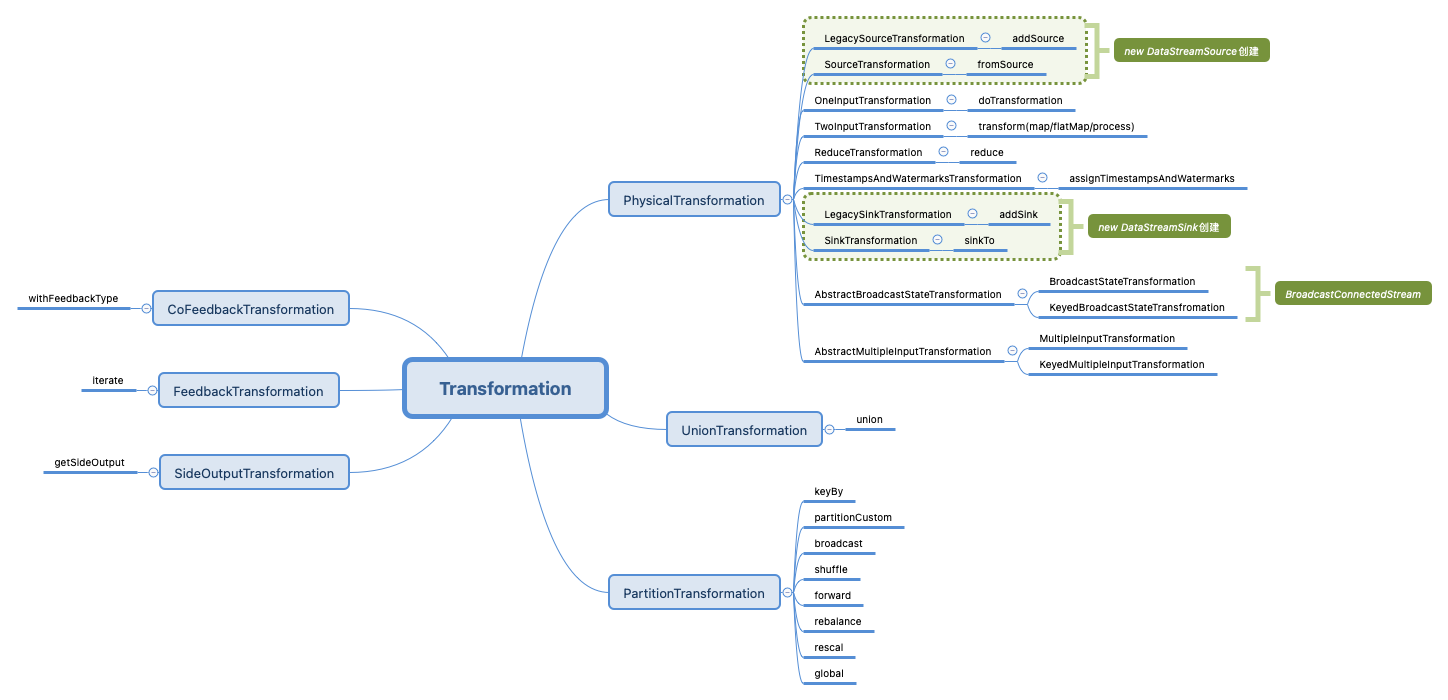 Transformation
PhysicalTransformation
LegacySourceTransformation
addSource
SourceTransformation
fromSource
new DataStreamSource创建
OneInputTransformation
doTransformation
TwoInputTransformation
transform(map/flatMap/process)
ReduceTransformation
reduce
TimestampsAndWatermarksTransformation
assignTimestampsAndWatermarks
LegacySinkTransformation
addSink
SinkTransformation
sinkTo
new DataStreamSink创建
AbstractBroadcastStateTransformation
BroadcastStateTransformation
KeyedBroadcastStateTransfromation
BroadcastConnectedStream
AbstractMultipleInputTransformation
MultipleInputTransformation
KeyedMultipleInputTransformation
UnionTransformation
union
PartitionTransformation
keyBy
partitionCustom
broadcast
shuffle
forward
rebalance
rescal
global
CoFeedbackTransformation
withFeedbackType
FeedbackTransformation
iterate
SideOutputTransformation
getSideOutput